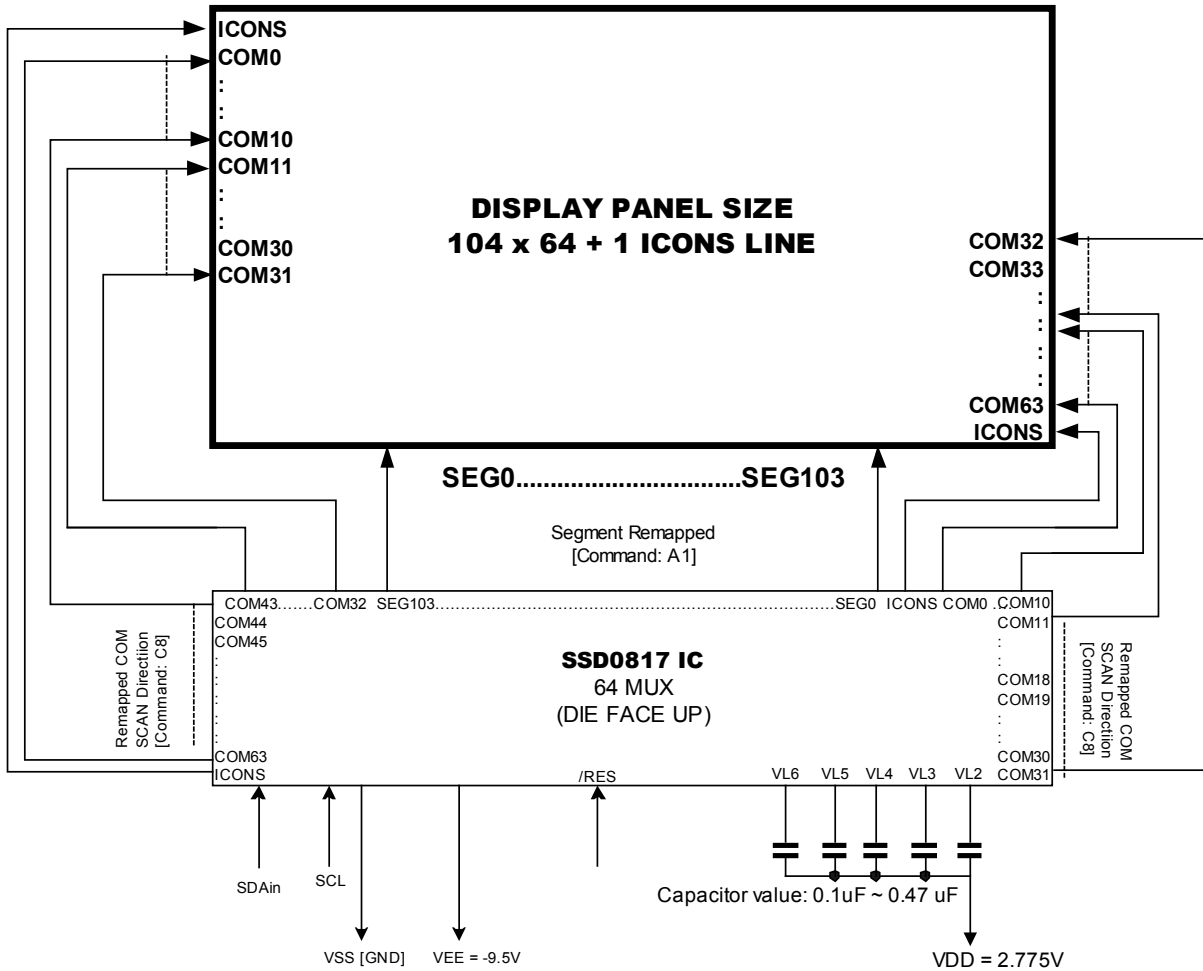 ICONS
COM0
:
:
COM10
COM11
:
:
COM30
COM31
DISPLAY PANEL SIZE
104 x 64 + 1 ICONS LINE
COM32
COM33
:
:
:
:
COM63
ICONS
SEG0.................................SEG103
Segment Remapped
[Command: A1]
COM43.......COM32 SEG103..........................................................................................SEG0 ICONS COM0 ... COM10
COM44
COM45
:
:
:
:
:
COM63
ICONS
SSD0817 IC
64 MUX
(DIE FACE UP)
COM11
:
:
COM18
COM19
:
:
COM30
COM31
Remapped COM
SCAN Directiion
[Command: C8]
Remapped COM
SCAN Directiion
[Command: C8]
/RES
VL6 VL5 VL4 VL3 VL2
SDAin
SCL
Capacitor value: 0.1uF ~ 0.47 uF
VSS [GND]
VEE = -9.5V
VDD = 2.775V